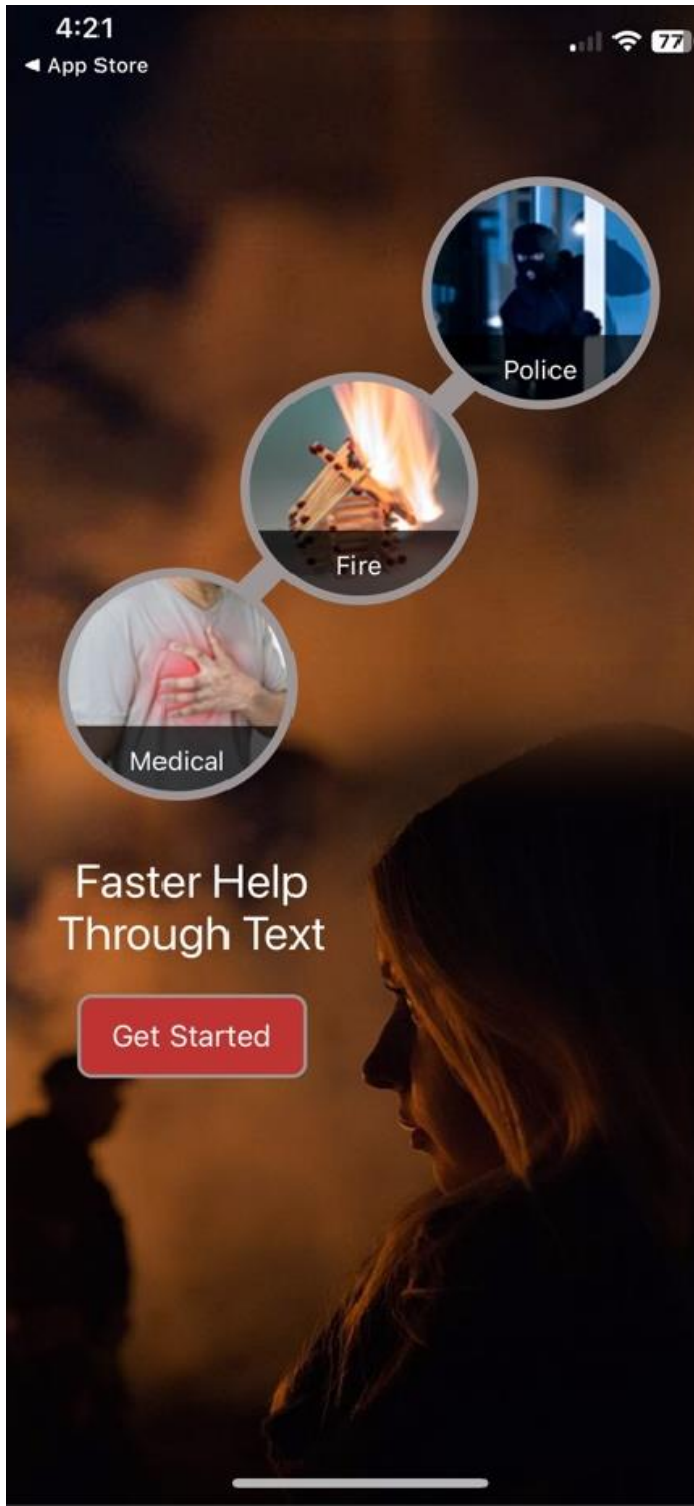 4:21
77
◀ App Store
Police
Fire
Medical
Faster Help
Through Text
Get Started